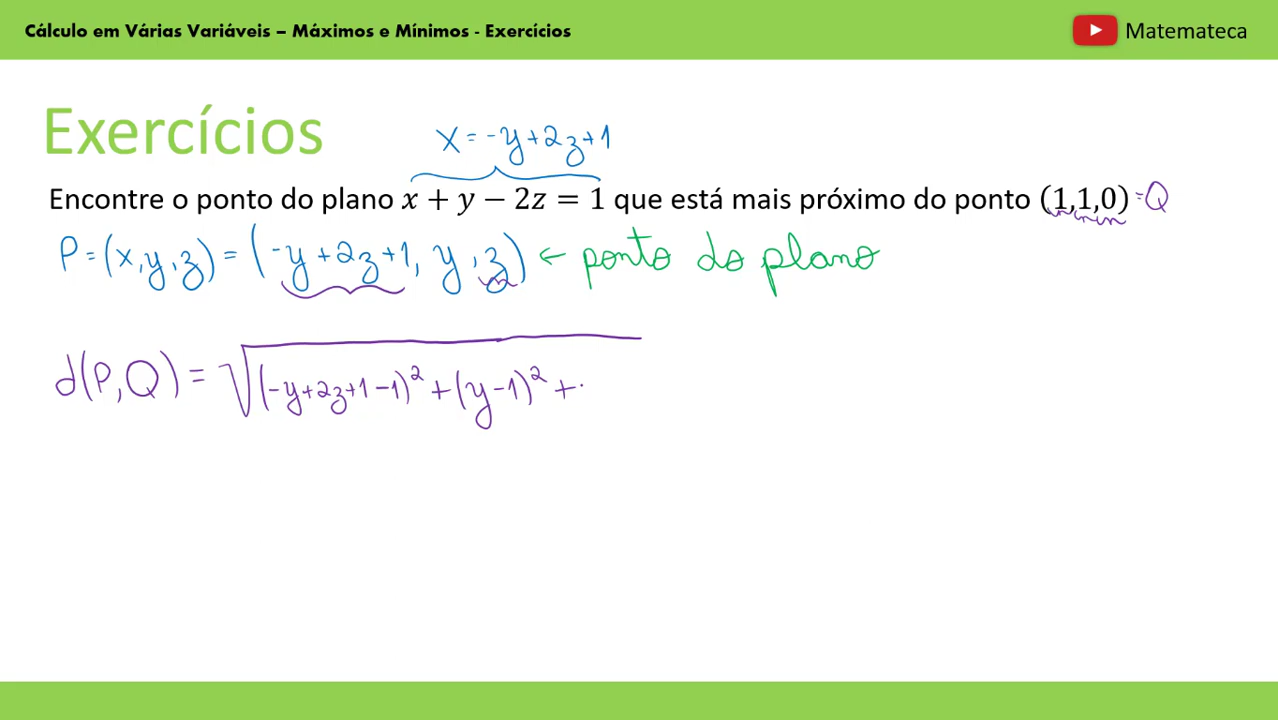 Cálculo em Várias Variáveis – Máximos e Mínimos - Exercícios
Matemateca
Exercícios
x = -y+2z+1
Encontre o ponto do plano x + y − 2z = 1 que está mais próximo do ponto (1,1,0) = Q
P = (x,y,z) = (-y+2z+1, y, z) ← ponto do plano
d(P,Q) = √(-y+2z+1-1)² + (y-1)² +